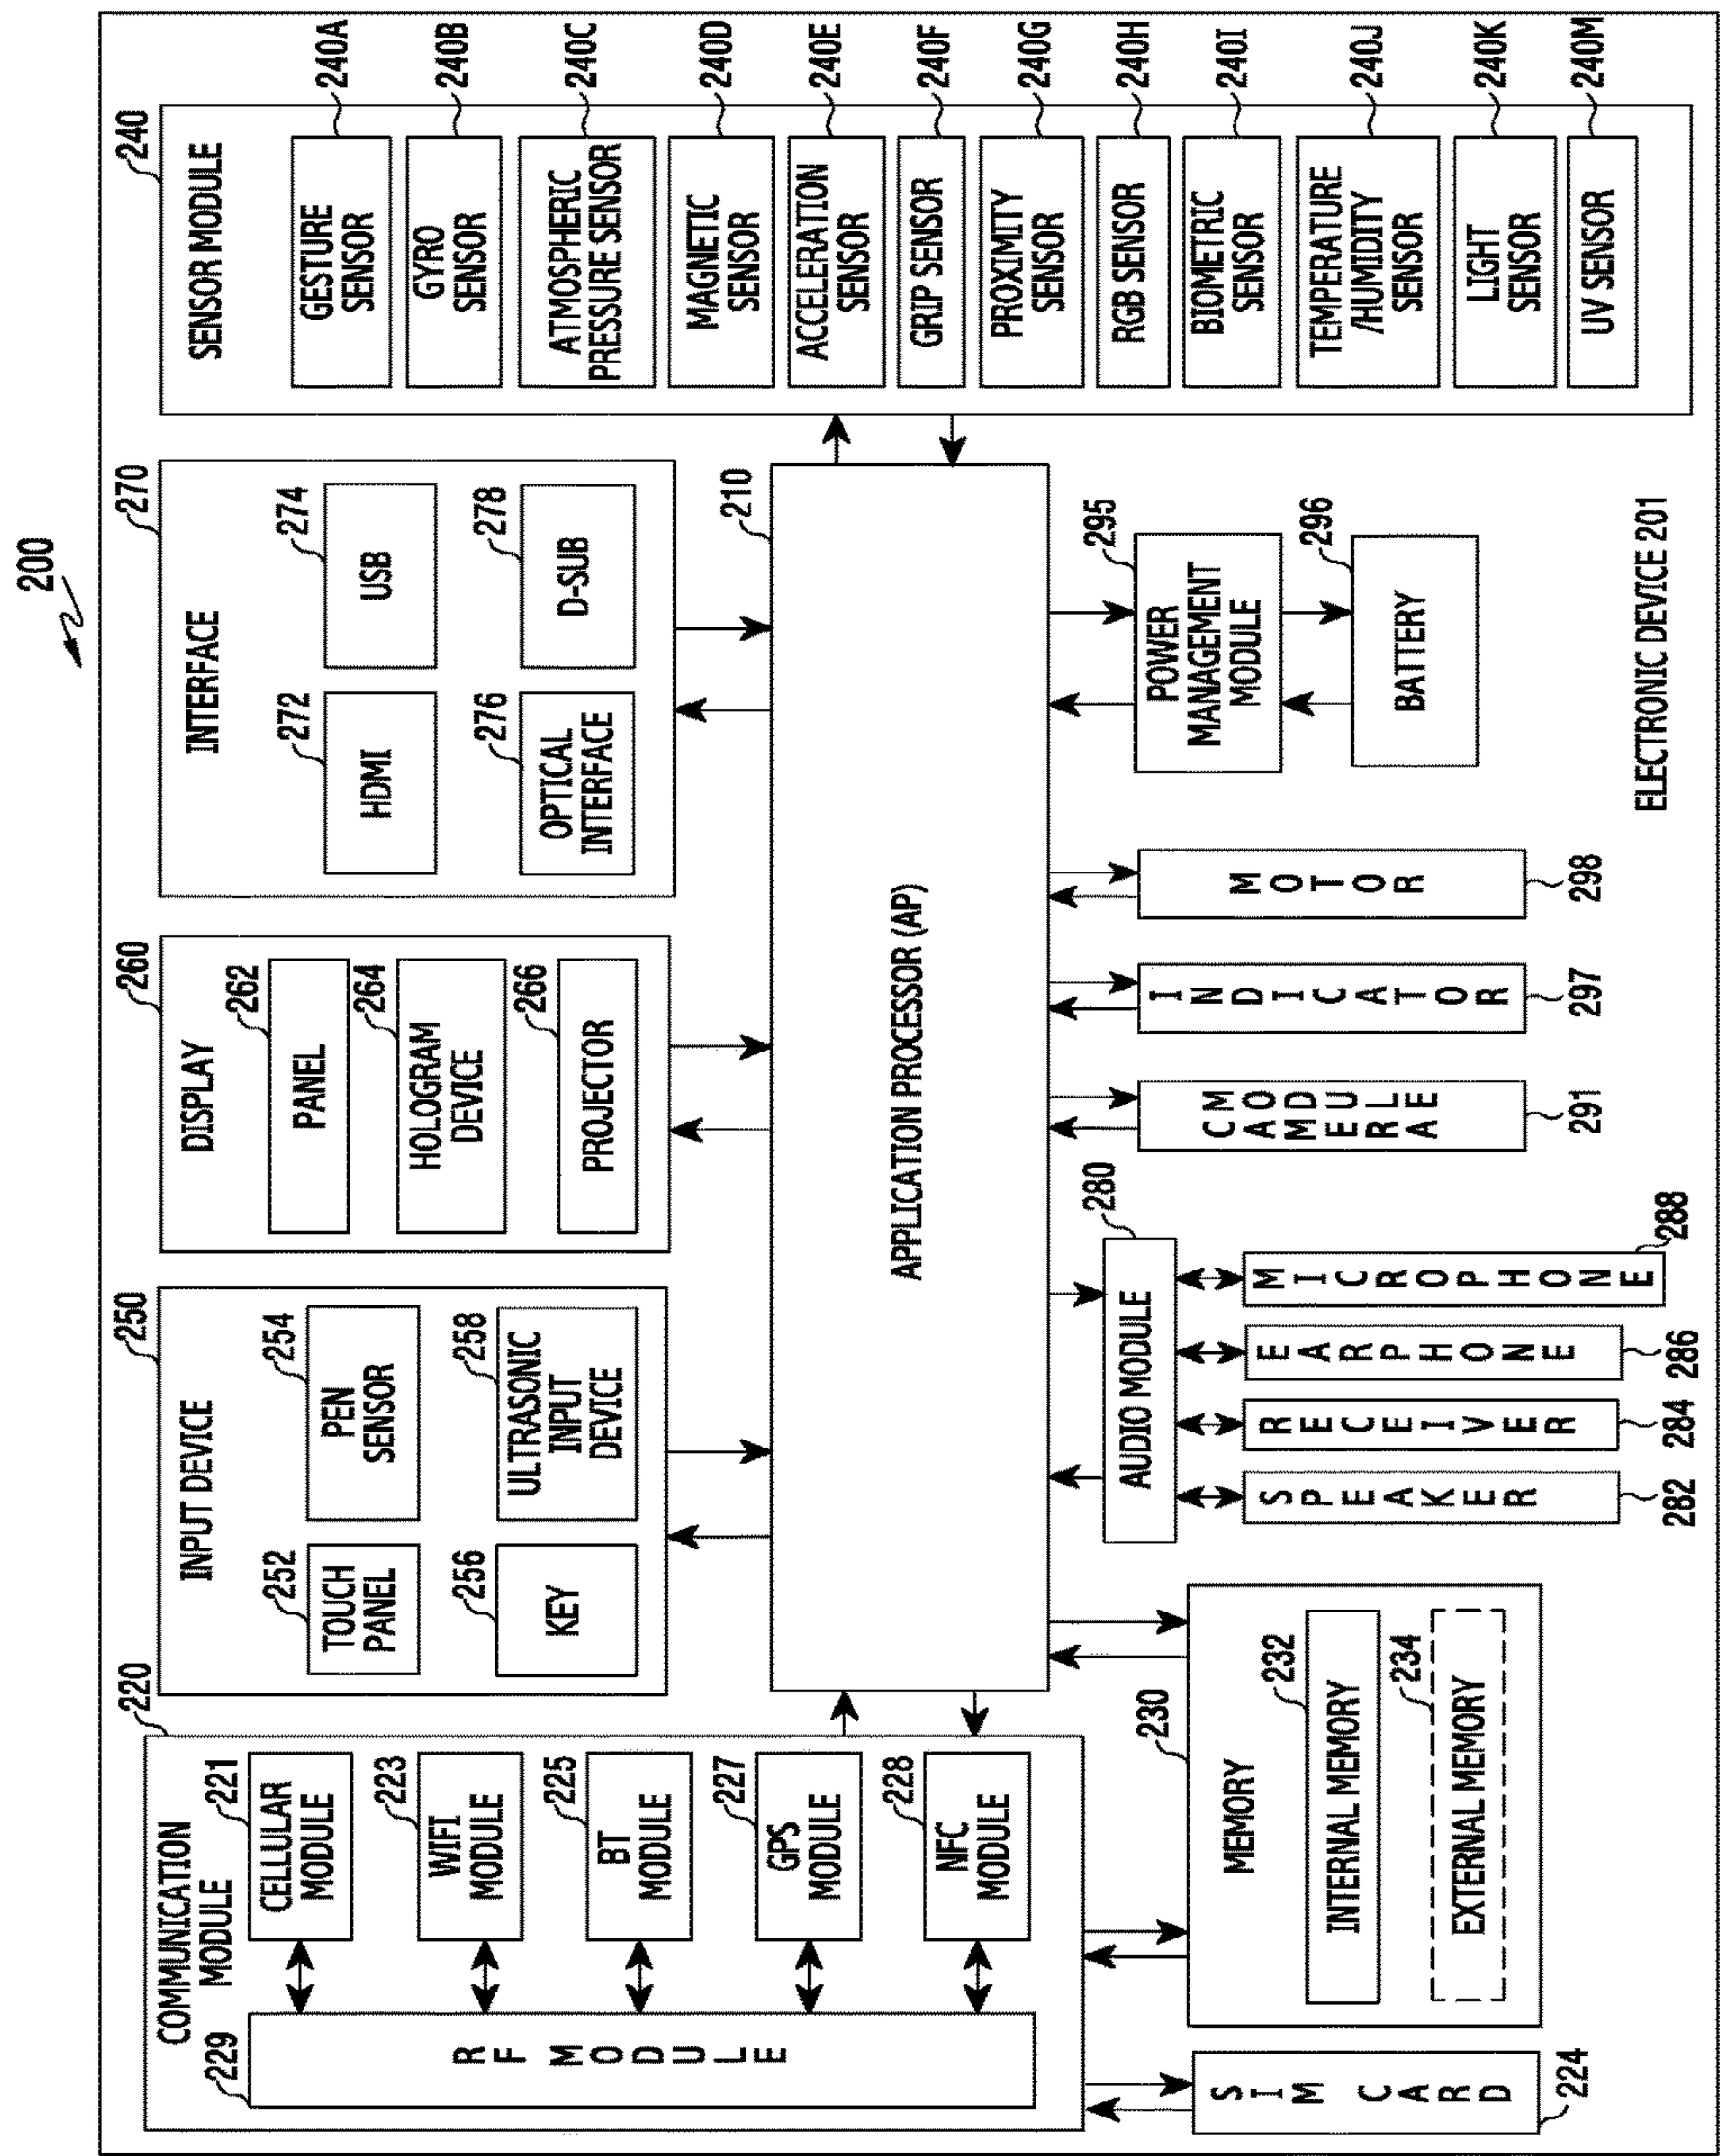 200
ELECTRONIC DEVICE 201
220
COMMUNICATION
MODULE
229
RF MODULE
221
CELLULAR
MODULE
223
WIFI
MODULE
225
BT
MODULE
227
GPS
MODULE
228
NFC
MODULE
250
INPUT DEVICE
252
TOUCH
PANEL
254
PEN
SENSOR
256
KEY
258
ULTRASONIC
INPUT
DEVICE
260
DISPLAY
262
PANEL
264
HOLOGRAM
DEVICE
266
PROJECTOR
270
INTERFACE
272
HDMI
274
USB
276
OPTICAL
INTERFACE
278
D-SUB
240
SENSOR MODULE
GESTURE
SENSOR
240A
GYRO
SENSOR
240B
ATMOSPHERIC
PRESSURE SENSOR
240C
MAGNETIC
SENSOR
240D
ACCELERATION
SENSOR
240E
GRIP SENSOR
240F
PROXIMITY
SENSOR
240G
RGB SENSOR
240H
BIOMETRIC
SENSOR
240I
TEMPERATURE
/HUMIDITY
SENSOR
240J
LIGHT
SENSOR
240K
UV SENSOR
240M
210
APPLICATION PROCESSOR (AP)
SIM CARD
224
230
MEMORY
232
INTERNAL MEMORY
234
EXTERNAL MEMORY
280
AUDIO MODULE
SPEAKER
282
RECEIVER
284
EARPHONE
286
MICROPHONE
288
CAMERA
MODULE
291
INDICATOR
297
MOTOR
298
295
POWER
MANAGEMENT
MODULE
296
BATTERY